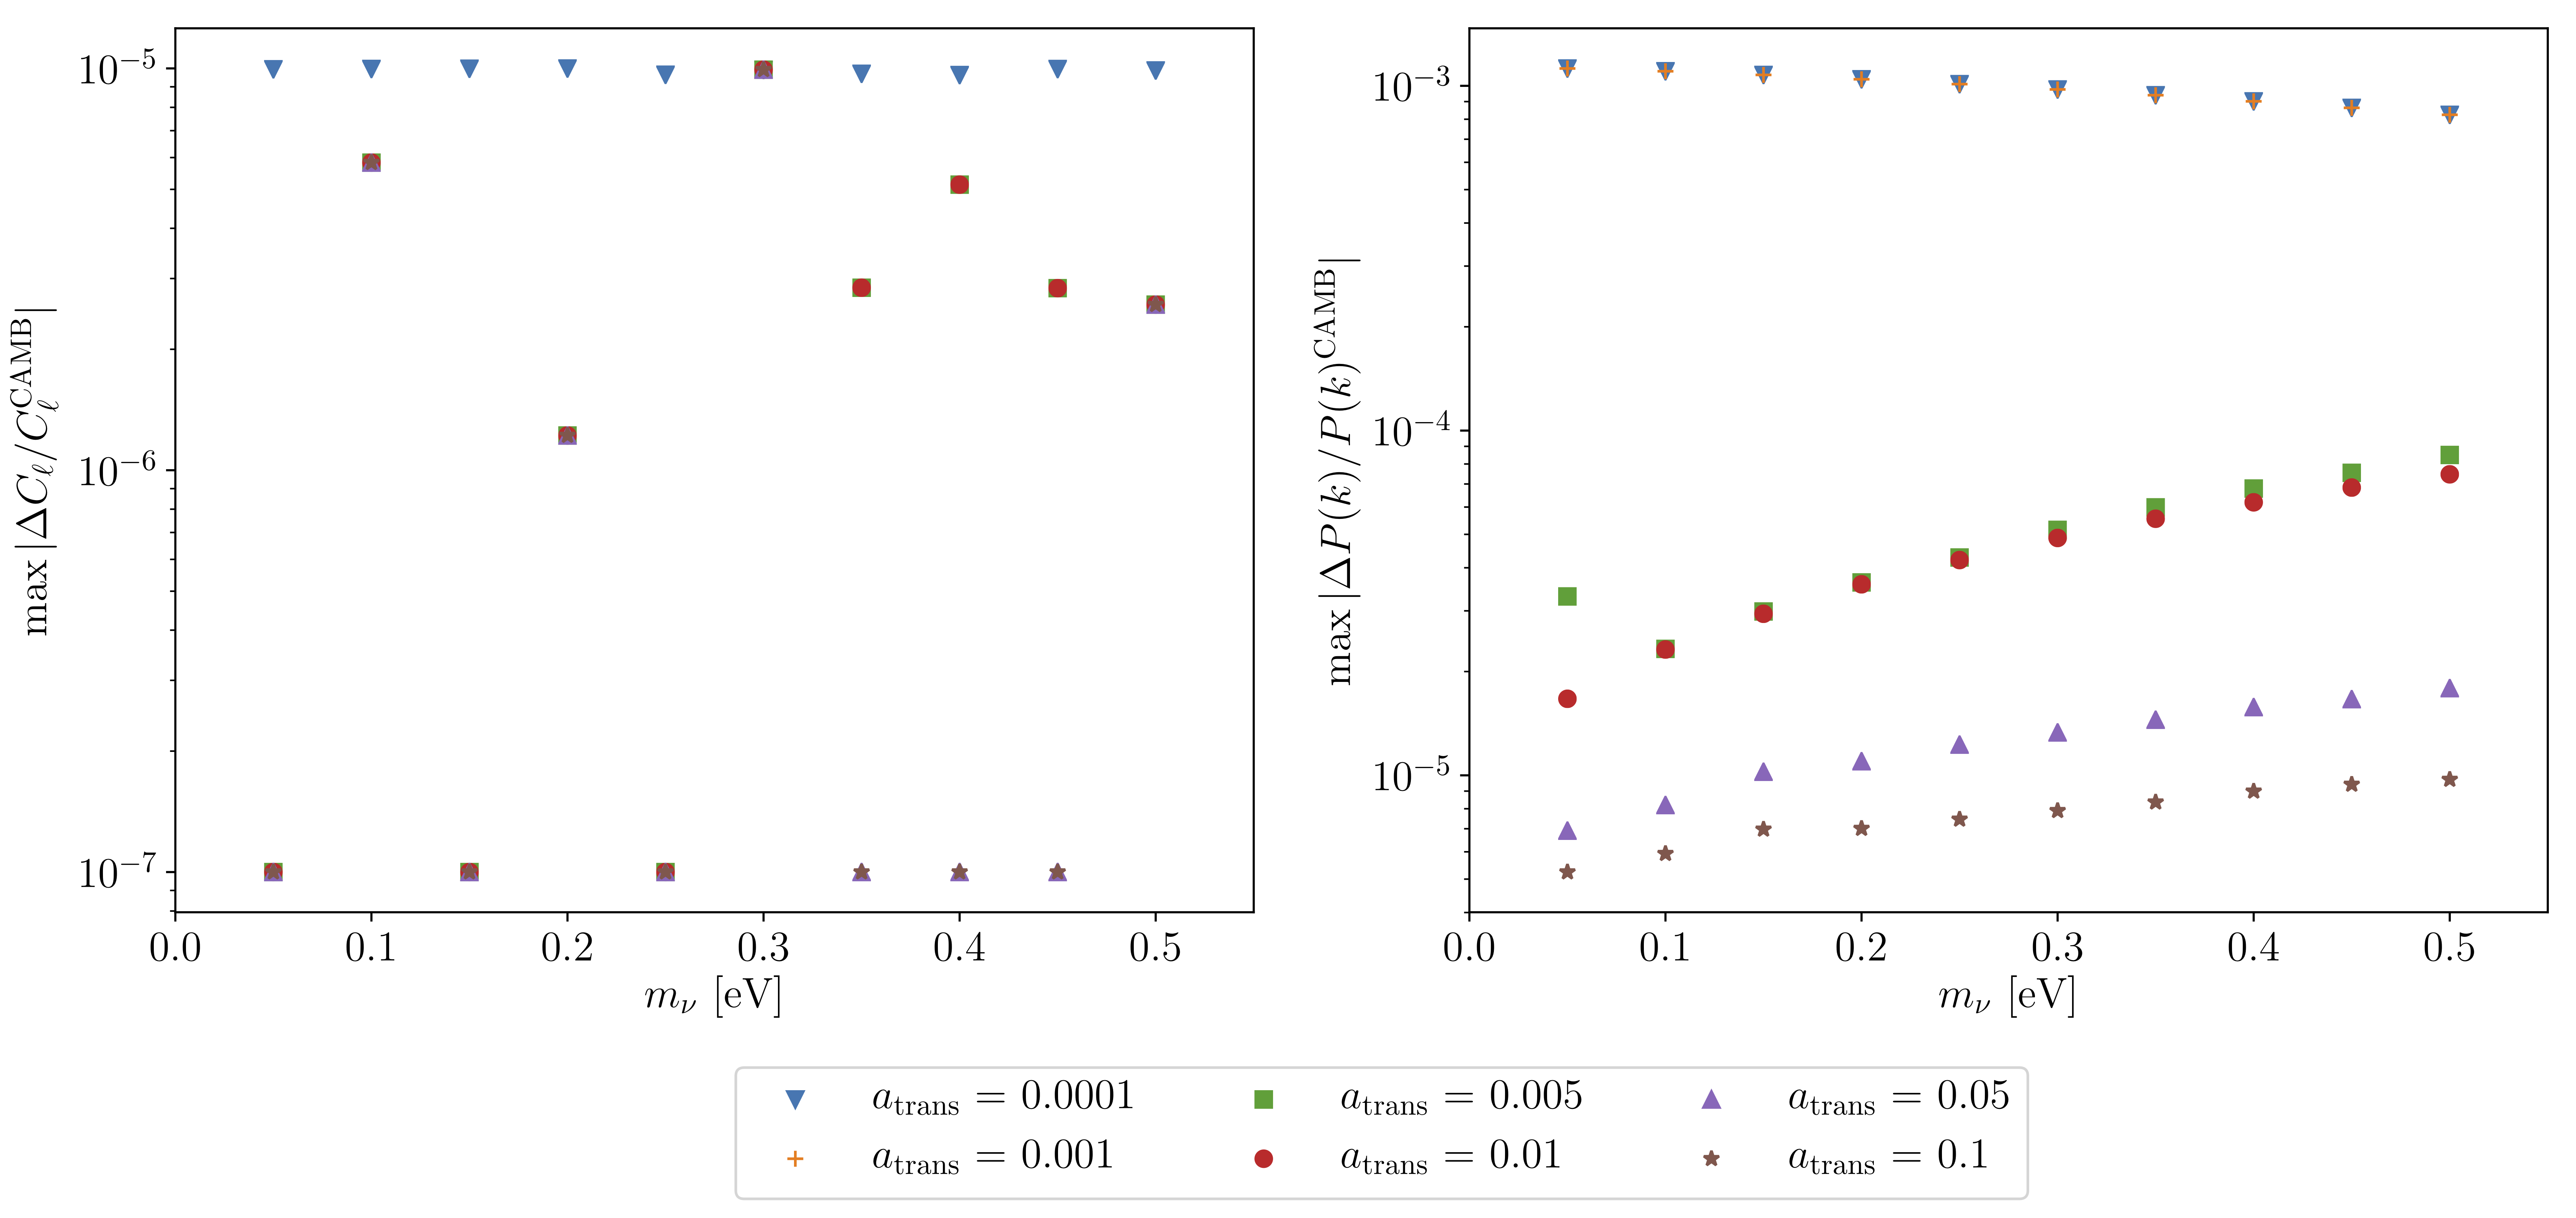 max |ΔC_ℓ/C_ℓ^CAMB|
10^−5
10^−6
10^−7
0.0 0.1 0.2 0.3 0.4 0.5
m_ν [eV]
max |ΔP(k)/P(k)^CAMB|
10^−3
10^−4
10^−5
0.0 0.1 0.2 0.3 0.4 0.5
m_ν [eV]
a_trans = 0.0001 a_trans = 0.005 a_trans = 0.05
a_trans = 0.001 a_trans = 0.01 a_trans = 0.1